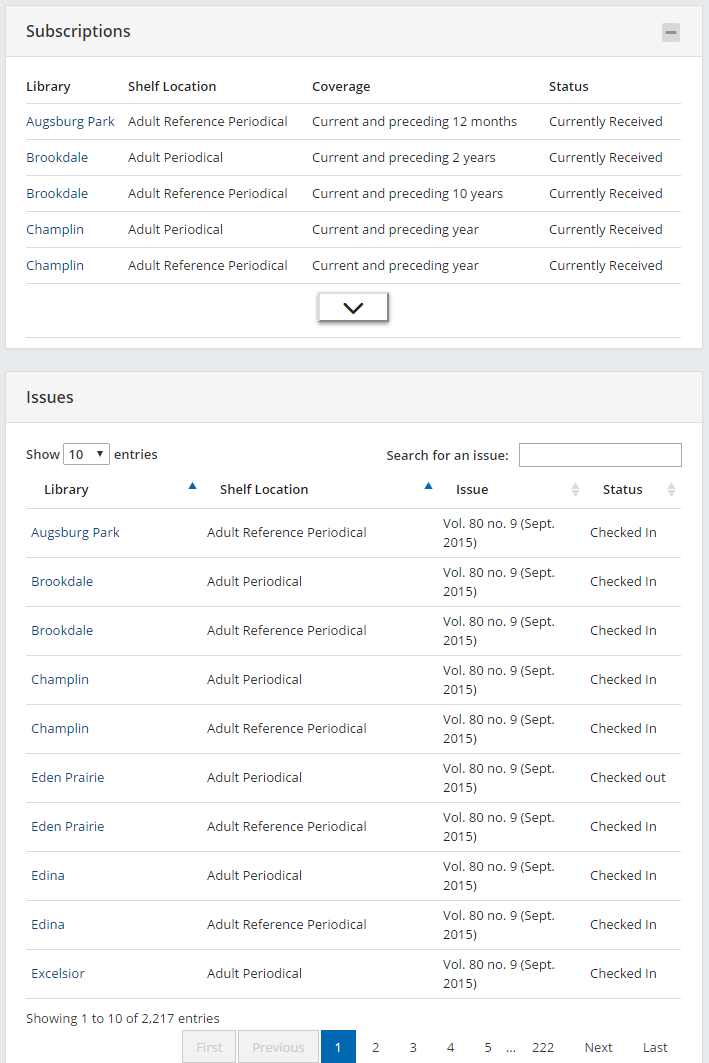 Subscriptions
Library Shelf Location Coverage Status
Augsburg Park Adult Reference Periodical Current and preceding 12 months Currently Received
Brookdale Adult Periodical Current and preceding 2 years Currently Received
Brookdale Adult Reference Periodical Current and preceding 10 years Currently Received
Champlin Adult Periodical Current and preceding year Currently Received
Champlin Adult Reference Periodical Current and preceding year Currently Received
Issues
Show 10 entries Search for an issue:
Library Shelf Location Issue Status
Augsburg Park Adult Reference Periodical Vol. 80 no. 9 (Sept.
2015) Checked In
Brookdale Adult Periodical Vol. 80 no. 9 (Sept.
2015) Checked In
Brookdale Adult Reference Periodical Vol. 80 no. 9 (Sept.
2015) Checked In
Champlin Adult Periodical Vol. 80 no. 9 (Sept.
2015) Checked In
Champlin Adult Reference Periodical Vol. 80 no. 9 (Sept.
2015) Checked In
Eden Prairie Adult Periodical Vol. 80 no. 9 (Sept.
2015) Checked out
Eden Prairie Adult Reference Periodical Vol. 80 no. 9 (Sept.
2015) Checked In
Edina Adult Periodical Vol. 80 no. 9 (Sept.
2015) Checked In
Edina Adult Reference Periodical Vol. 80 no. 9 (Sept.
2015) Checked In
Excelsior Adult Periodical Vol. 80 no. 9 (Sept.
2015) Checked In
Showing 1 to 10 of 2,217 entries
First Previous 1 2 3 4 5 ... 222 Next Last